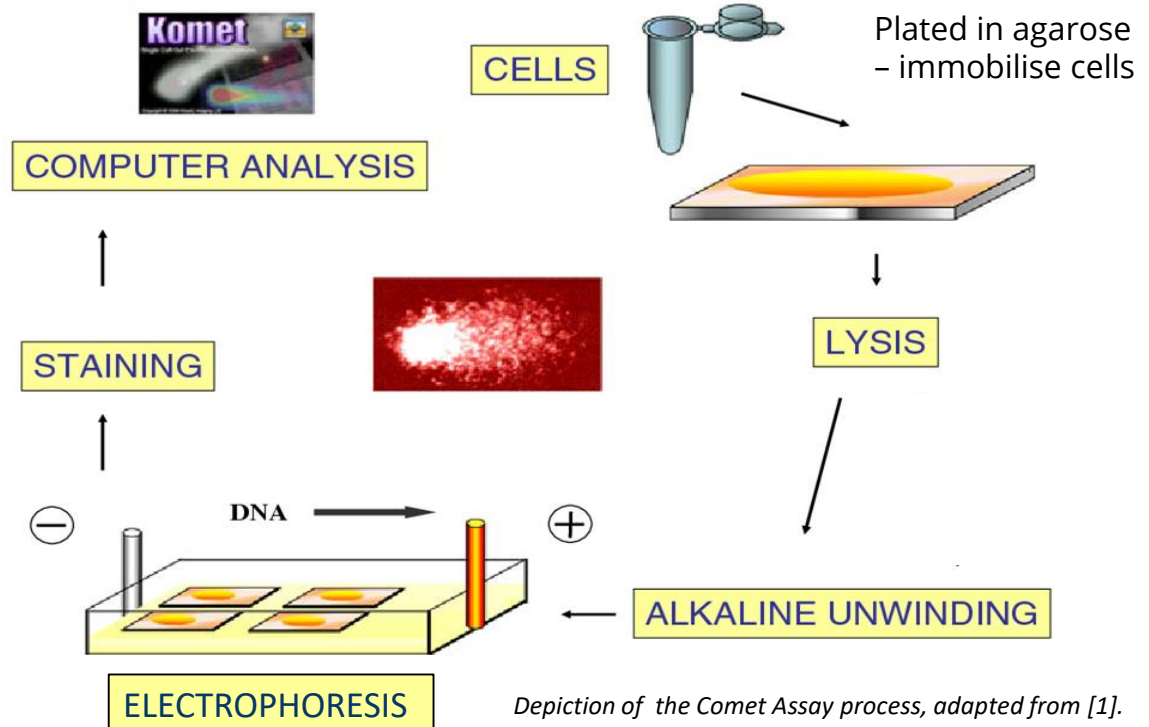 Komet
CELLS
Plated in agarose
– immobilise cells
COMPUTER ANALYSIS
LYSIS
STAINING
DNA
ALKALINE UNWINDING
ELECTROPHORESIS
Depiction of the Comet Assay process, adapted from [1].